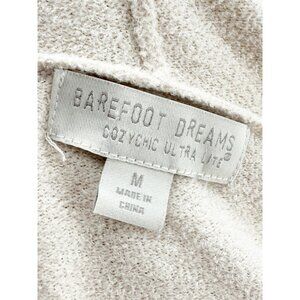 BAREFOOT DREAMS
COZYCHIC ULTRA LITE®
M
MADE IN
CHINA